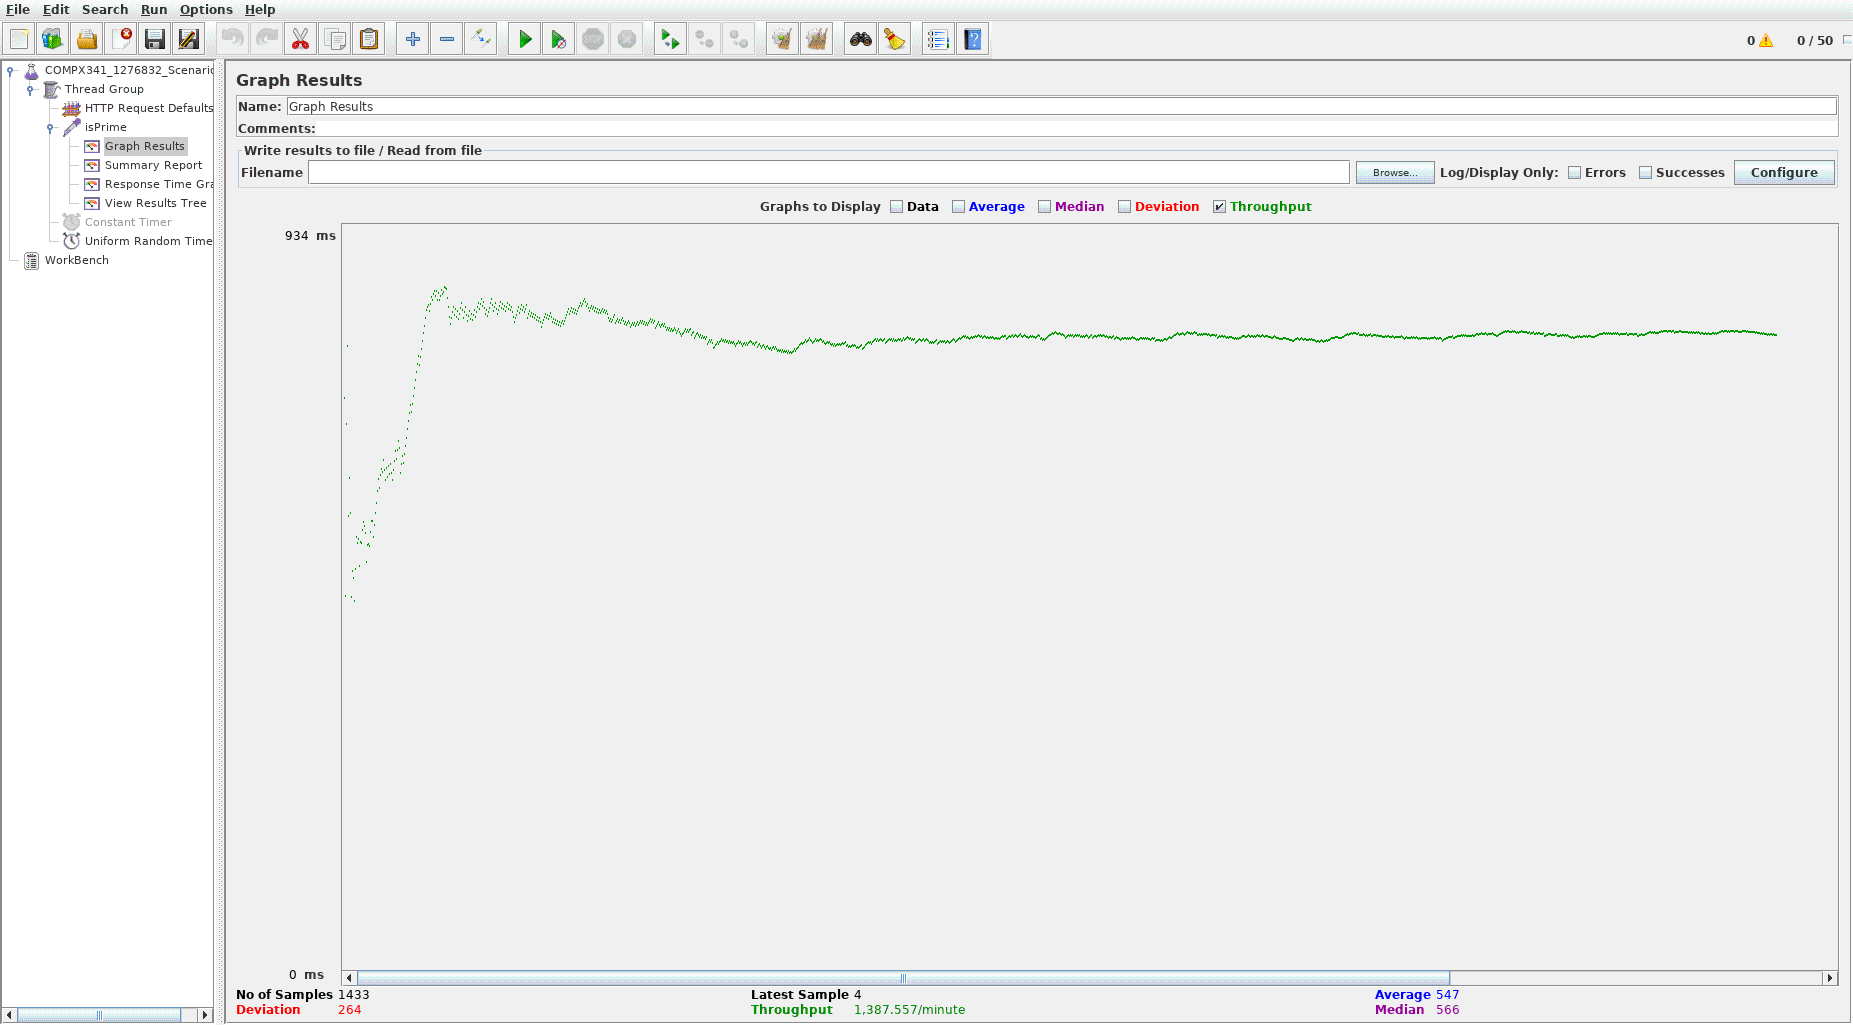 File Edit Search Run Options Help
0 0 / 50
COMPX341_1276832_Scenario
Thread Group
HTTP Request Defaults
isPrime
Graph Results
Summary Report
Response Time Gra
View Results Tree
Constant Timer
Uniform Random Time
WorkBench
Graph Results
Name: Graph Results
Comments:
Write results to file / Read from file
Filename Browse... Log/Display Only: Errors Successes Configure
Graphs to Display Data Average Median Deviation Throughput
934 ms
0 ms
No of Samples 1433 Latest Sample 4 Average 547
Deviation 264 Throughput 1,387.557/minute Median 566